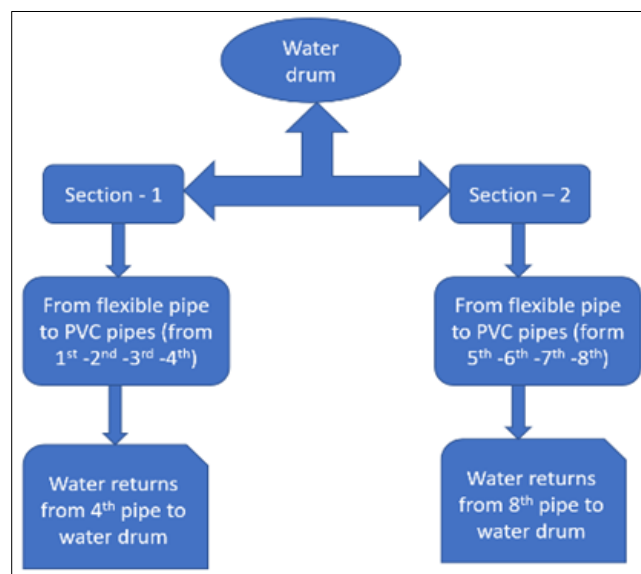 Water
drum
Section - 1
Section – 2
From flexible pipe
to PVC pipes (from
1st -2nd -3rd -4th)
From flexible pipe
to PVC pipes (form
5th -6th -7th -8th)
Water returns
from 4th pipe to
water drum
Water returns
from 8th pipe to
water drum